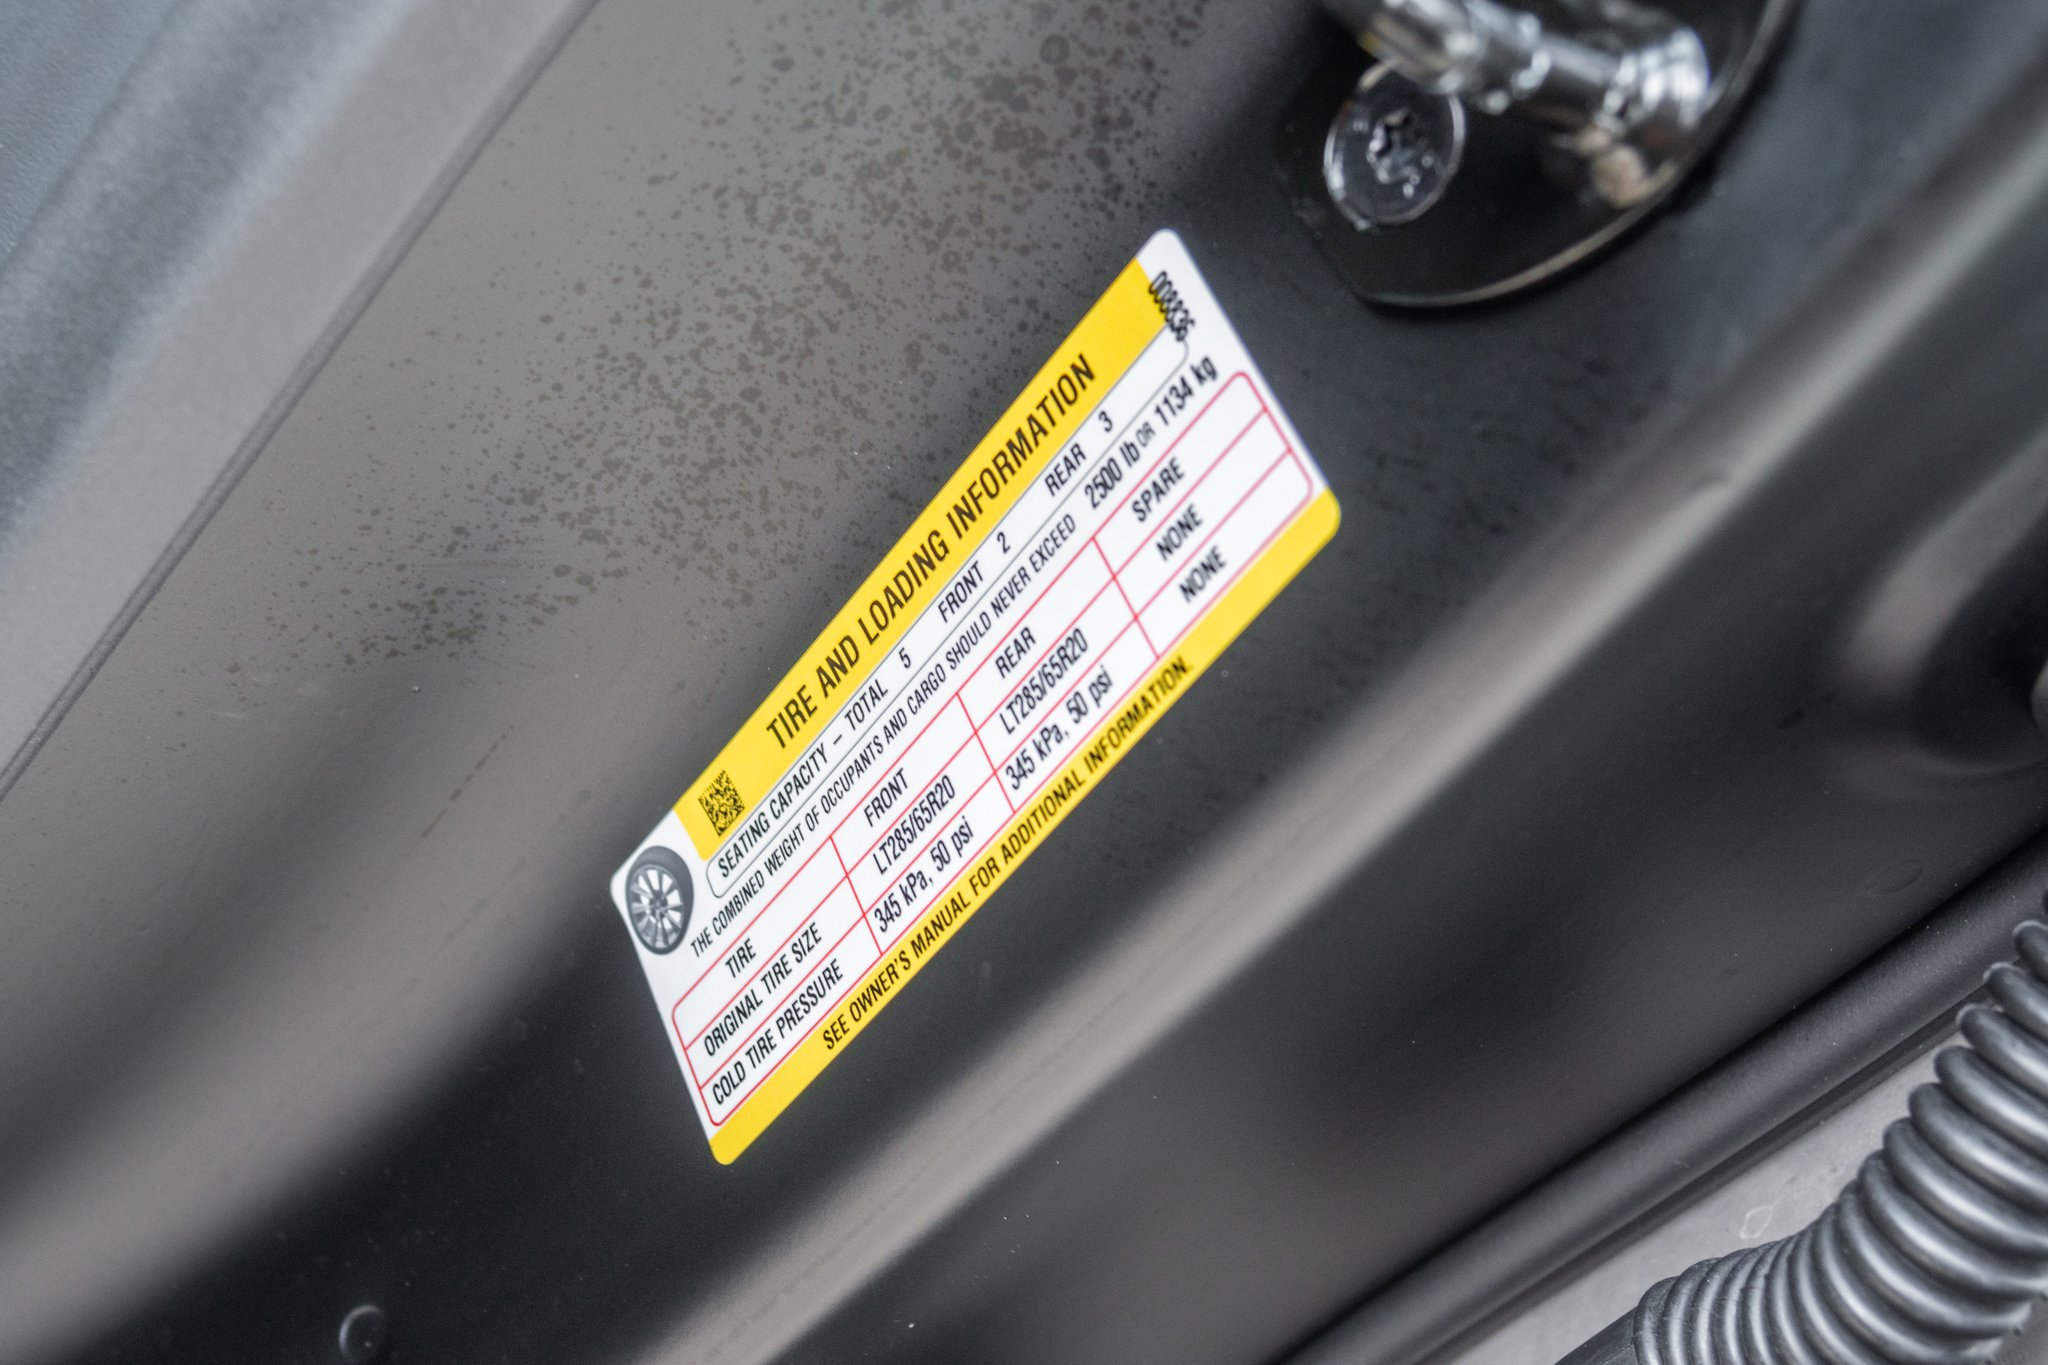 008836
TIRE AND LOADING INFORMATION
SEATING CAPACITY – TOTAL 5 FRONT 2 REAR 3
THE COMBINED WEIGHT OF OCCUPANTS AND CARGO SHOULD NEVER EXCEED 2500 lb OR 1134 kg
TIRE FRONT REAR SPARE
ORIGINAL TIRE SIZE LT285/65R20 LT285/65R20 NONE
COLD TIRE PRESSURE 345 kPa, 50 psi 345 kPa, 50 psi NONE
SEE OWNER'S MANUAL FOR ADDITIONAL INFORMATION.